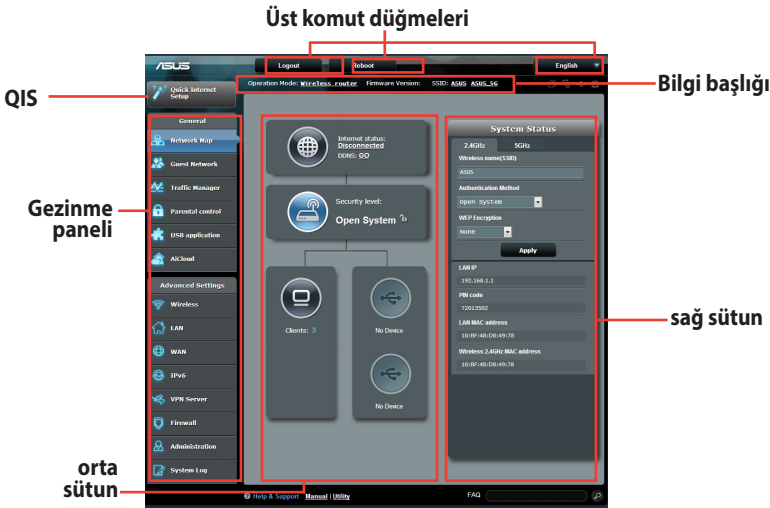 Üst komut düğmeleri
ASUS
Logout
Reboot
English
QIS
Quick Internet
Setup
Operation Mode: Wireless router Firmware Version: SSID: ASUS ASUS_5G
Bilgi başlığı
General
Network Map
Guest Network
Traffic Manager
Parental control
USB application
AiCloud
Gezinme
paneli
Advanced Settings
Wireless
LAN
WAN
IPv6
VPN Server
Firewall
Administration
System Log
Internet status:
Disconnected
DDNS: GO
Security level:
Open System
Clients: 3
No Device
No Device
System Status
2.4GHz 5GHz
Wireless name(SSID)
ASUS
Authentication Method
Open System
WEP Encryption
None
Apply
LAN IP
192.168.1.1
PIN code
72013502
LAN MAC address
10:BF:48:D8:49:78
Wireless 2.4GHz MAC address
10:BF:48:D8:49:78
sağ sütun
orta
sütun
Help & Support Manual | Utility
FAQ